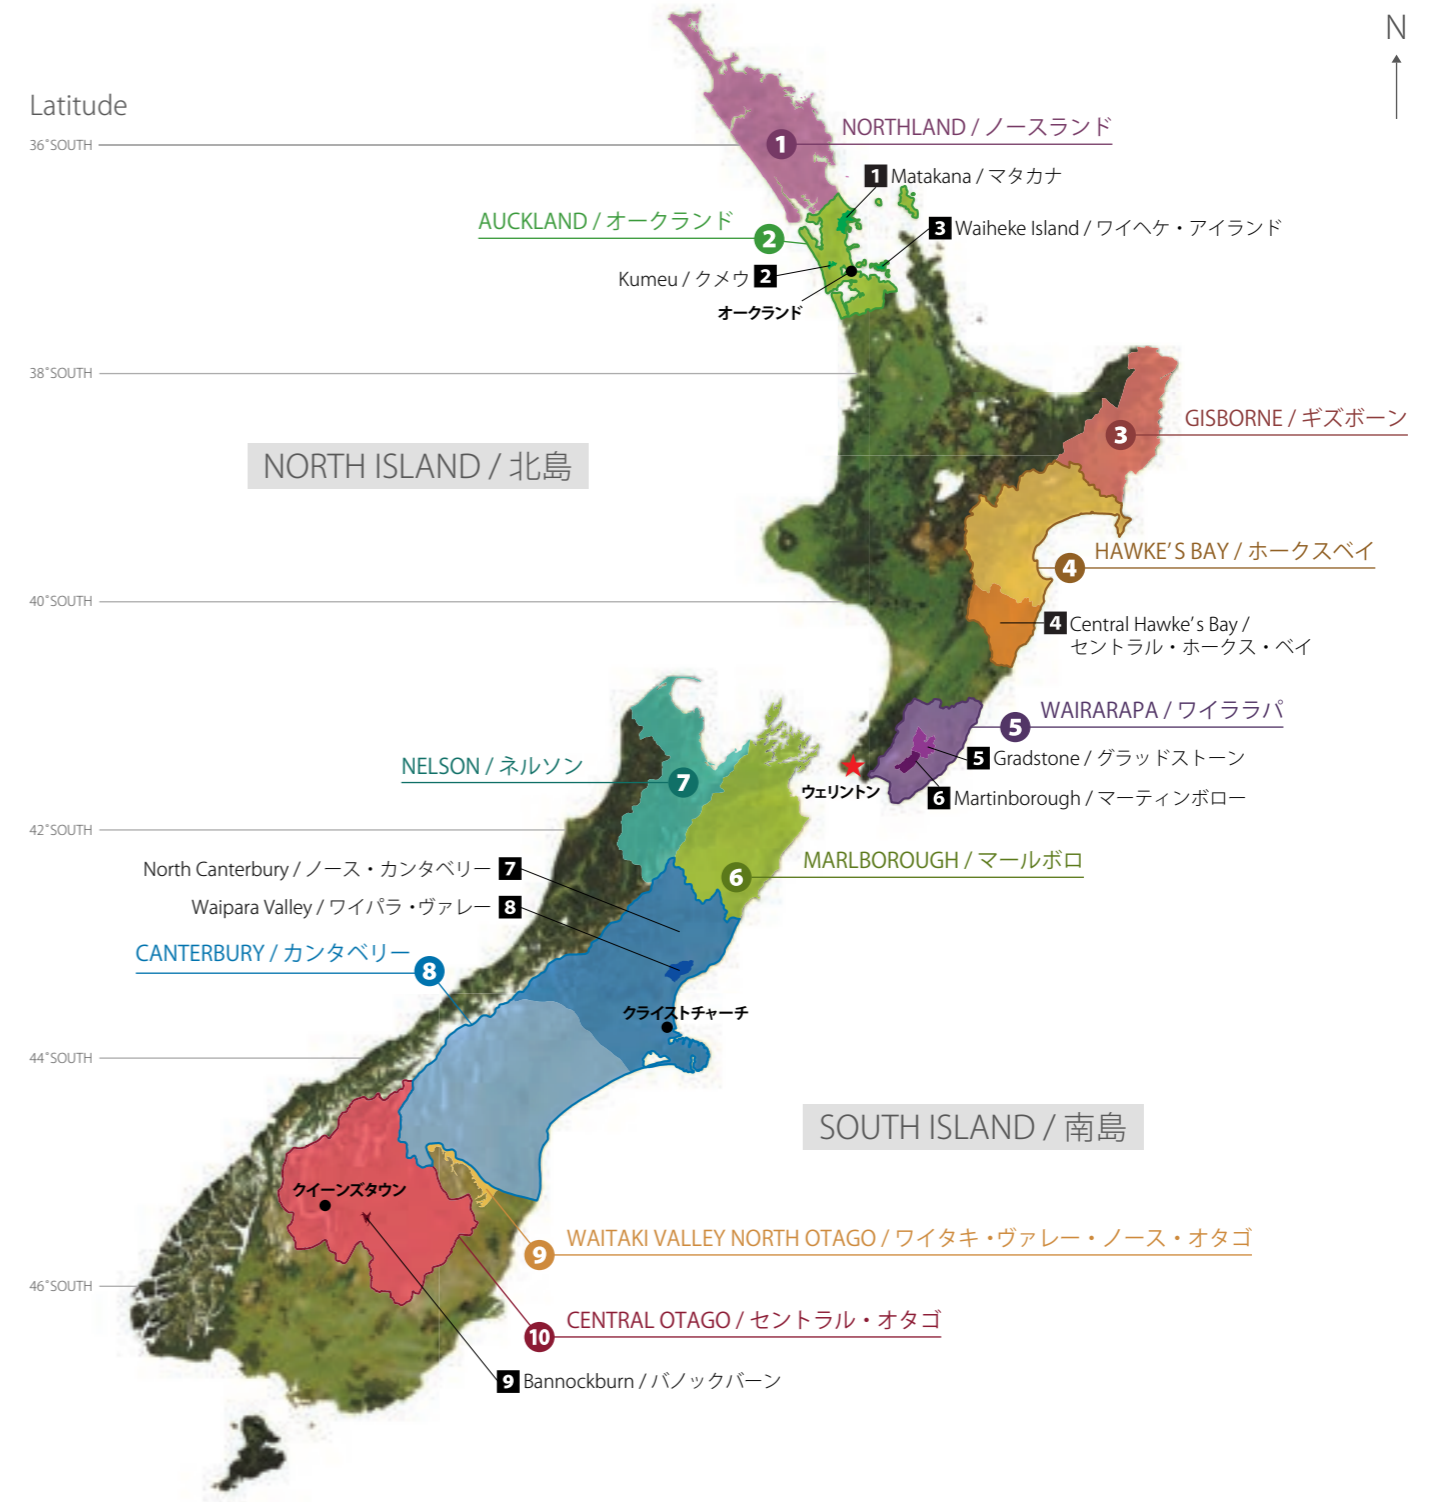 N
Latitude
36°SOUTH
NORTHLAND / ノースランド
1
1 Matakana / マタカナ
AUCKLAND / オークランド
2
3 Waiheke Island / ワイヘケ・アイランド
Kumeu / クメウ 2
オークランド
38°SOUTH
GISBORNE / ギズボーン
3
NORTH ISLAND / 北島
HAWKE'S BAY / ホークスベイ
4
40°SOUTH
4 Central Hawke's Bay /
セントラル・ホークス・ベイ
WAIRARAPA / ワイララパ
5
5 Gradstone / グラッドストーン
NELSON / ネルソン
7
ウェリントン
6 Martinborough / マーティンボロー
42°SOUTH
MARLBOROUGH / マールボロ
6
North Canterbury / ノース・カンタベリー 7
Waipara Valley / ワイパラ・ヴァレー 8
CANTERBURY / カンタベリー
8
クライストチャーチ
44°SOUTH
SOUTH ISLAND / 南島
クイーンズタウン
9
WAITAKI VALLEY NORTH OTAGO / ワイタキ・ヴァレー・ノース・オタゴ
46°SOUTH
10
CENTRAL OTAGO / セントラル・オタゴ
9 Bannockburn / バノックバーン